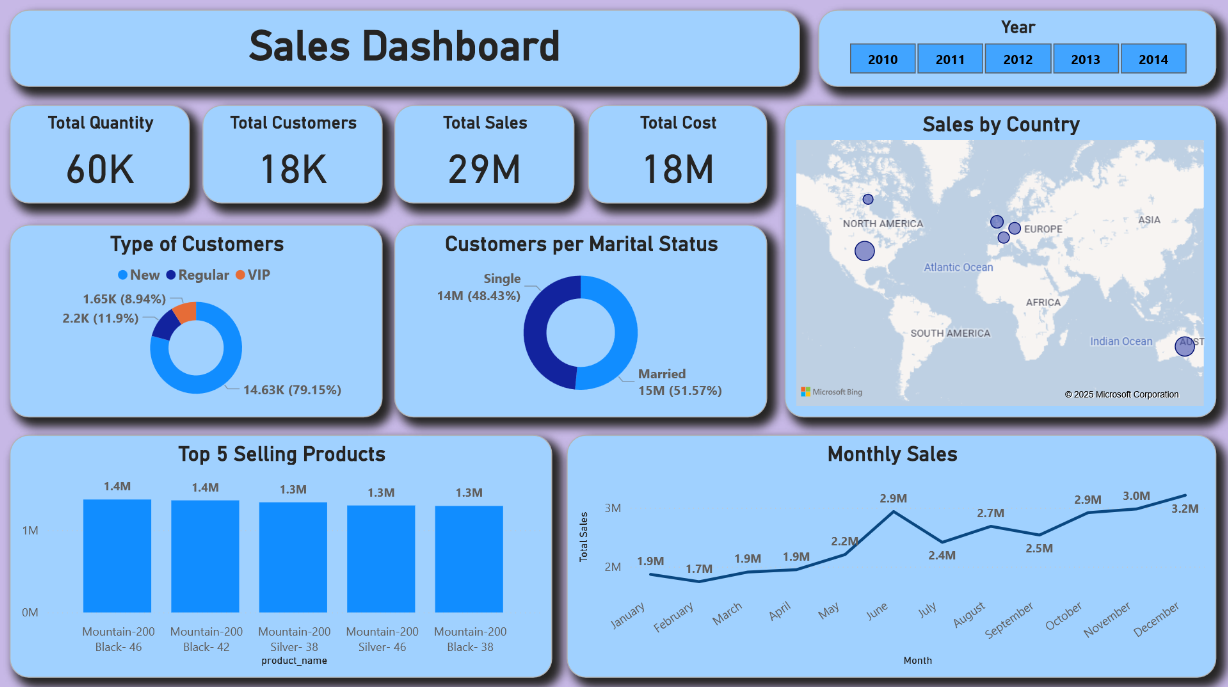 Sales Dashboard
Year
2010 2011 2012 2013 2014
Total Quantity
60K
Total Customers
18K
Total Sales
29M
Total Cost
18M
Sales by Country
NORTH AMERICA
EUROPE
ASIA
Atlantic Ocean
AFRICA
SOUTH AMERICA
Indian Ocean
AUST
Microsoft Bing
© 2025 Microsoft Corporation
Type of Customers
New Regular VIP
1.65K (8.94%)
2.2K (11.9%)
14.63K (79.15%)
Customers per Marital Status
Single
14M (48.43%)
Married
15M (51.57%)
Top 5 Selling Products
1.4M 1.4M 1.3M 1.3M 1.3M
1M
0M
Mountain-200
Black- 46
Mountain-200
Black- 42
Mountain-200
Silver- 38
Mountain-200
Silver- 46
Mountain-200
Black- 38
product_name
Monthly Sales
Total Sales
3M
2M
1.9M
1.7M
1.9M
1.9M
2.2M
2.9M
2.4M
2.7M
2.5M
2.9M
3.0M
3.2M
January
February
March
April
May
June
July
August
September
October
November
December
Month